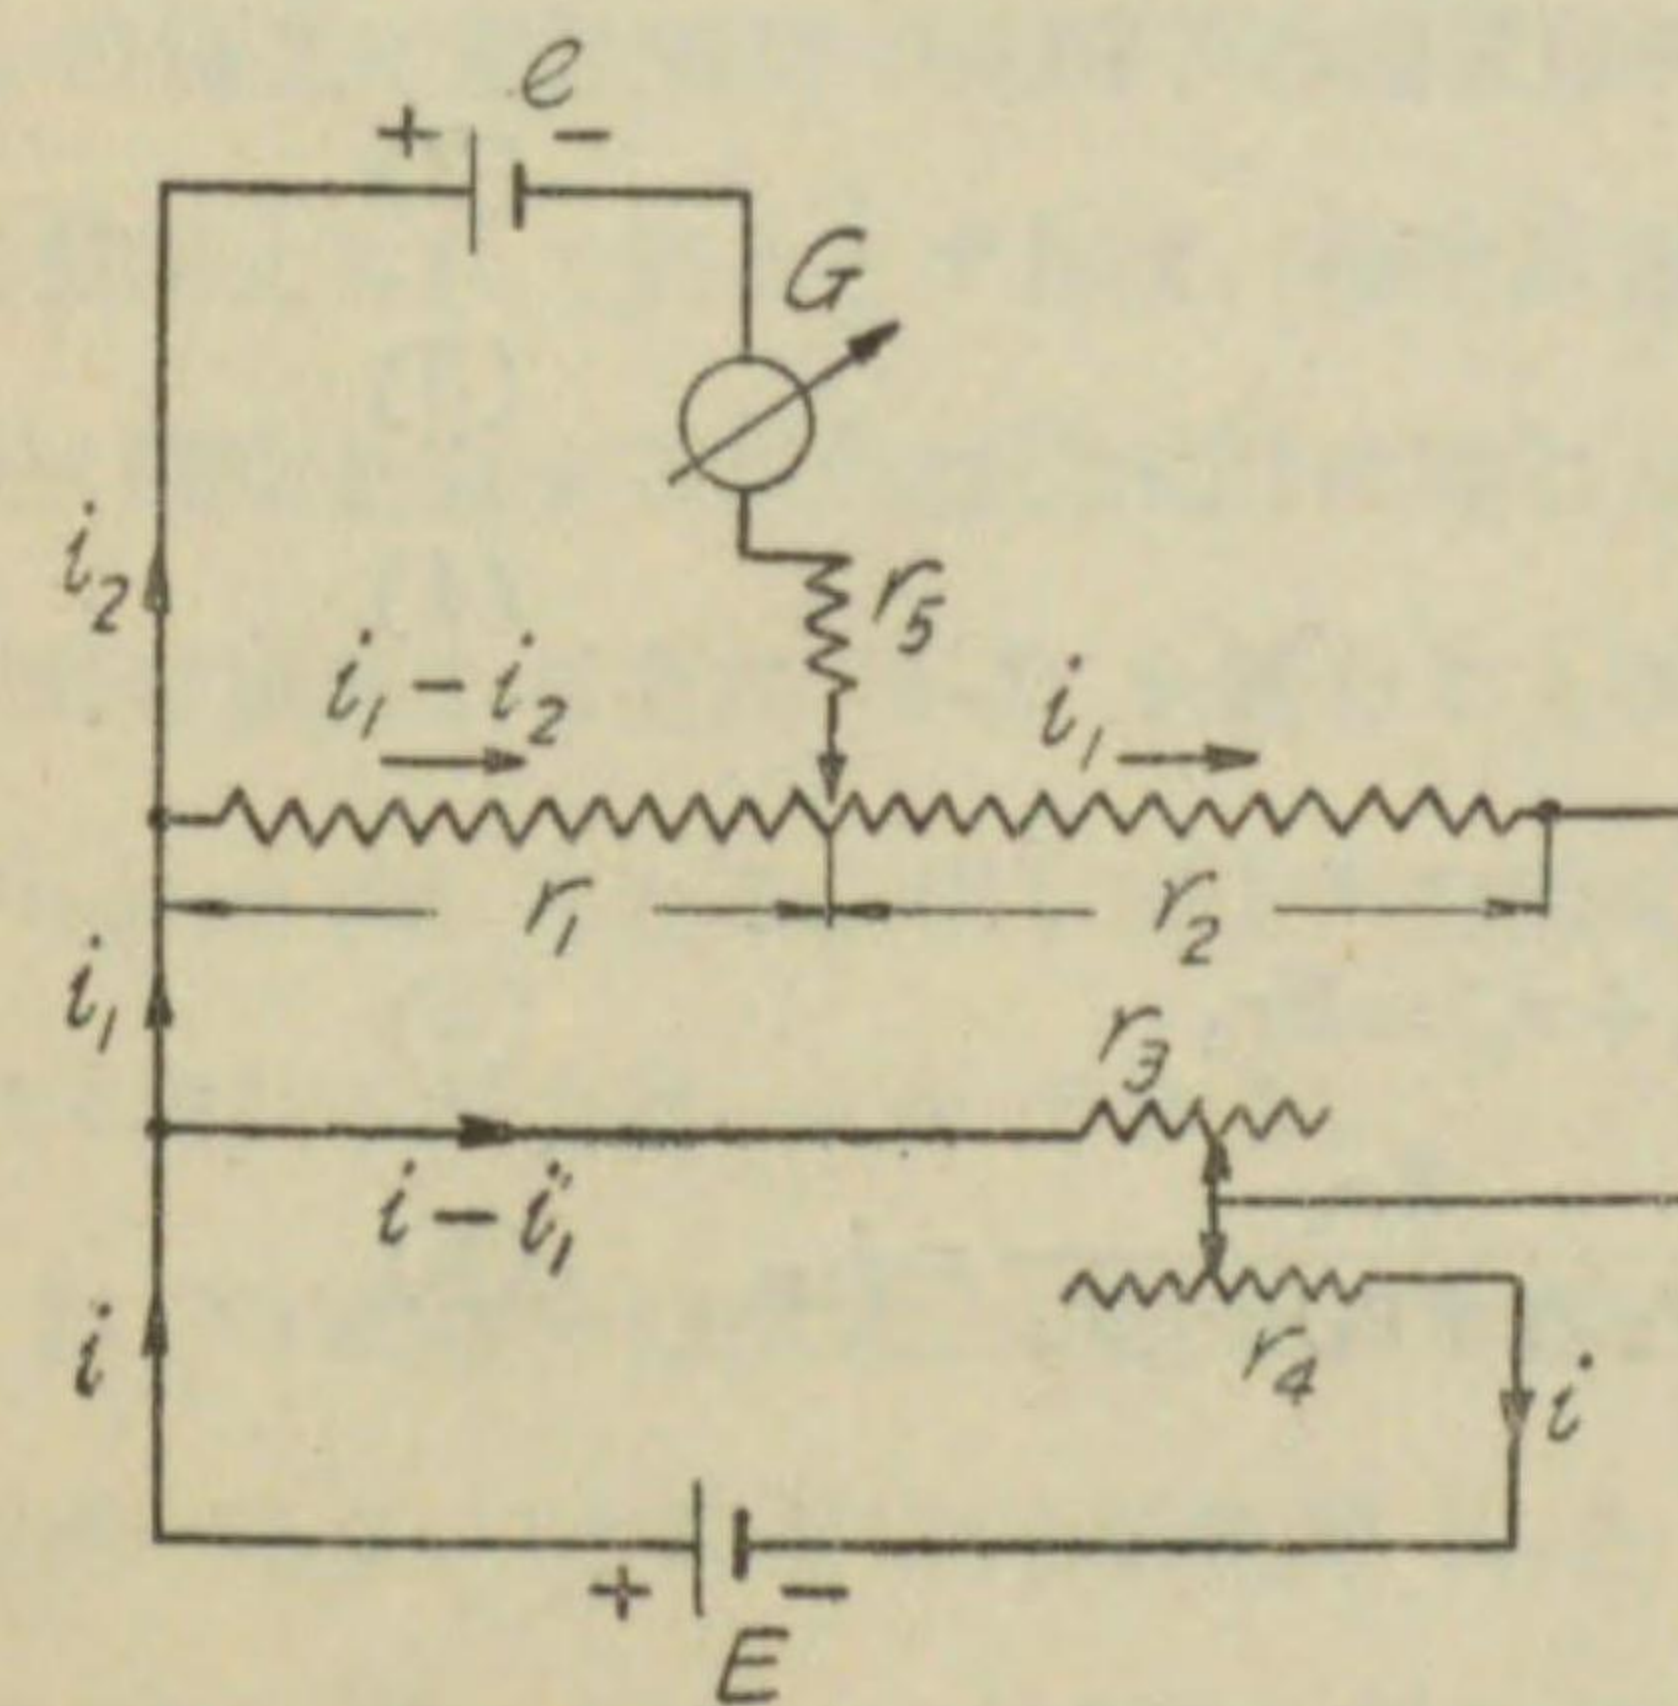 e
+ −
G
i₂
r₅
i₁ − i₂
i₁
r₁
r₂
i₁
r₃
i − i₁
r₄
i
i
+ −
E